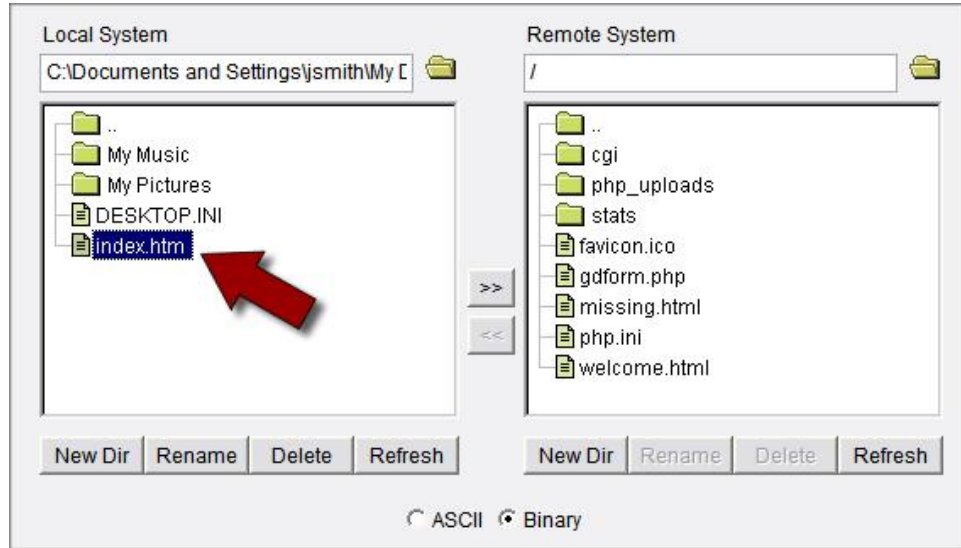 Local System
C:\Documents and Settings\jsmith\My D
..
My Music
My Pictures
DESKTOP.INI
index.htm
>>
<<
Remote System
/
..
cgi
php_uploads
stats
favicon.ico
gdform.php
missing.html
php.ini
welcome.html
New Dir Rename Delete Refresh
New Dir Rename Delete Refresh
ASCII Binary